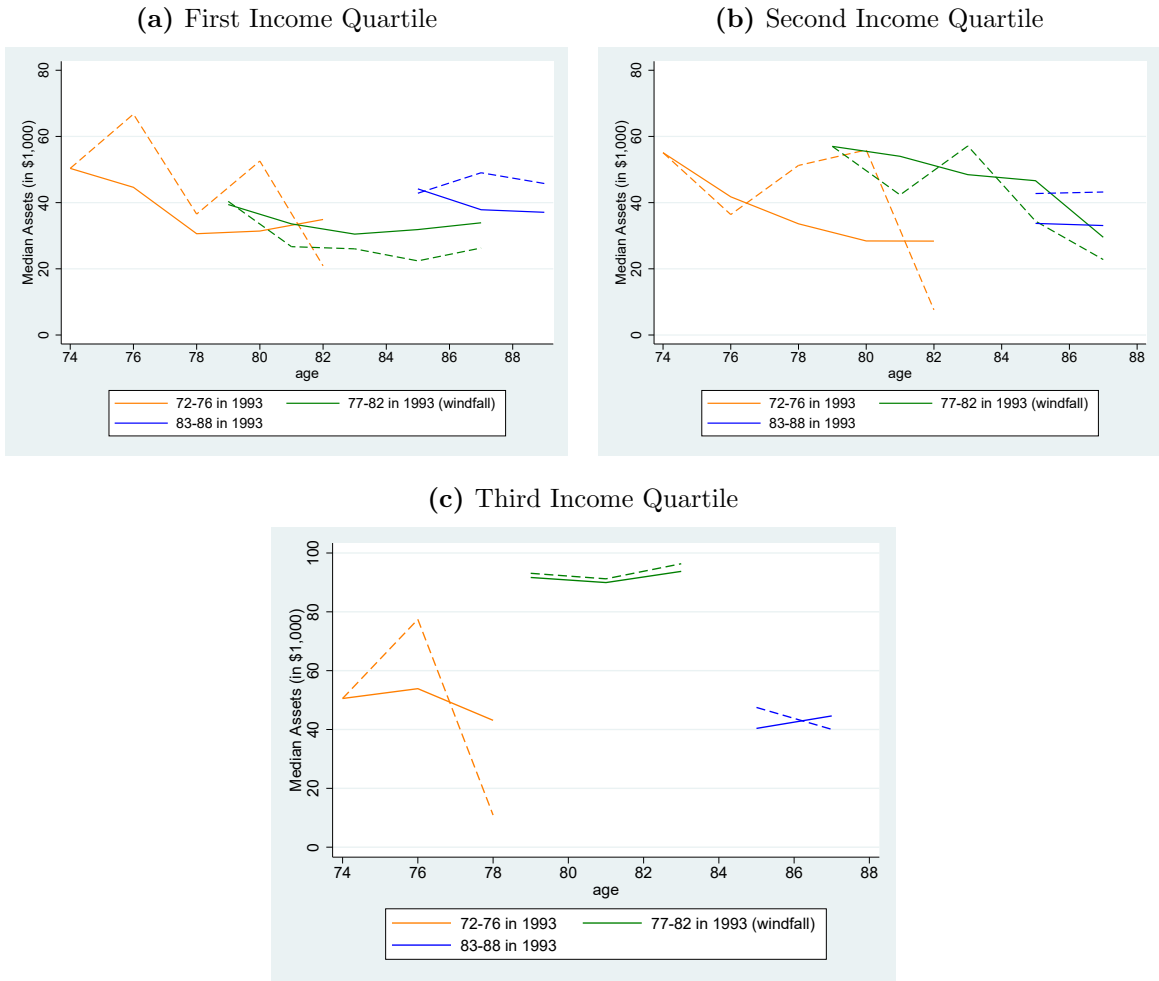 (a) First Income Quartile
Median Assets (in $1,000)
80
60
40
20
0
74 76 78 80 82 84 86 88
age
72-76 in 1993 77-82 in 1993 (windfall)
83-88 in 1993
(b) Second Income Quartile
Median Assets (in $1,000)
80
60
40
20
0
74 76 78 80 82 84 86 88
age
72-76 in 1993 77-82 in 1993 (windfall)
83-88 in 1993
(c) Third Income Quartile
Median Assets (in $1,000)
100
80
60
40
20
0
74 76 78 80 82 84 86 88
age
72-76 in 1993 77-82 in 1993 (windfall)
83-88 in 1993